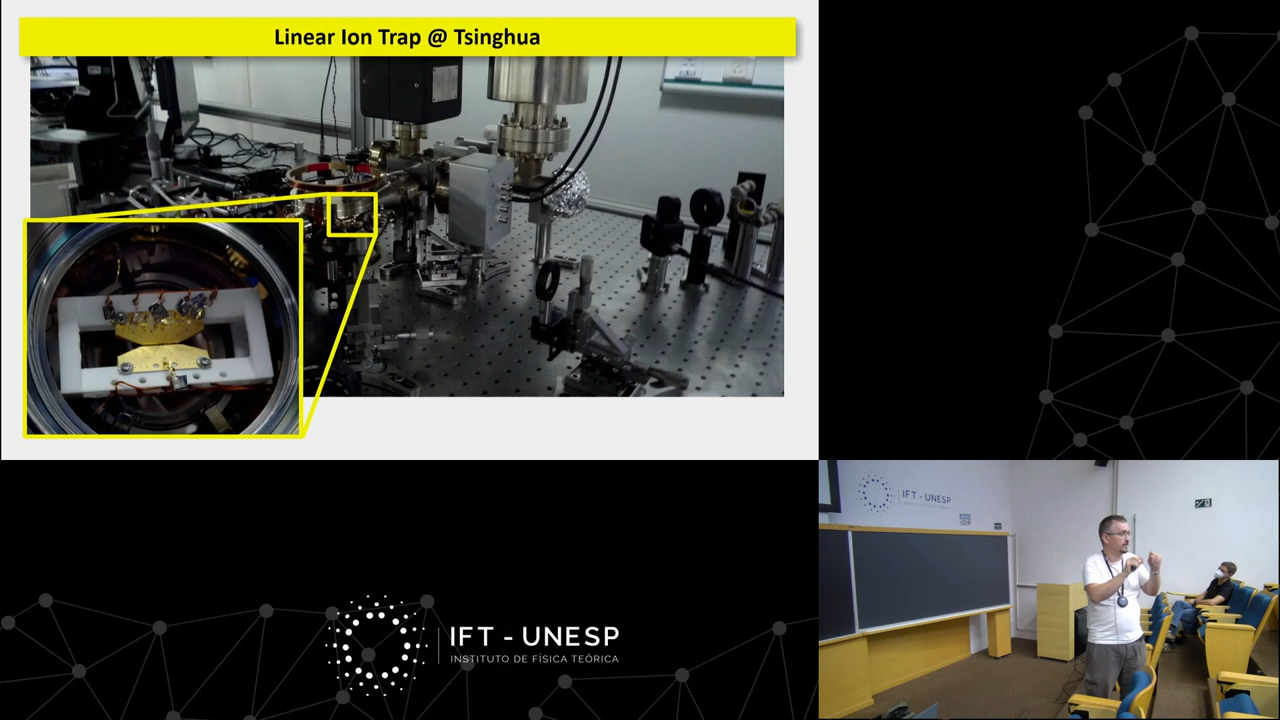 Linear Ion Trap @ Tsinghua
IFT - UNESP
IFT - UNESP
INSTITUTO DE FÍSICA TEÓRICA